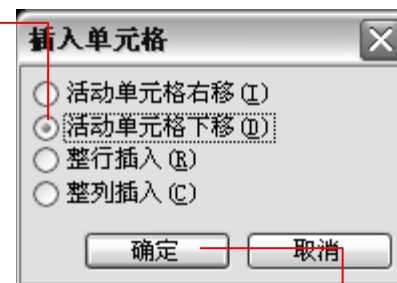 插入单元格
活动单元格右移(I)
活动单元格下移(D)
整行插入(R)
整列插入(C)
确定 取消